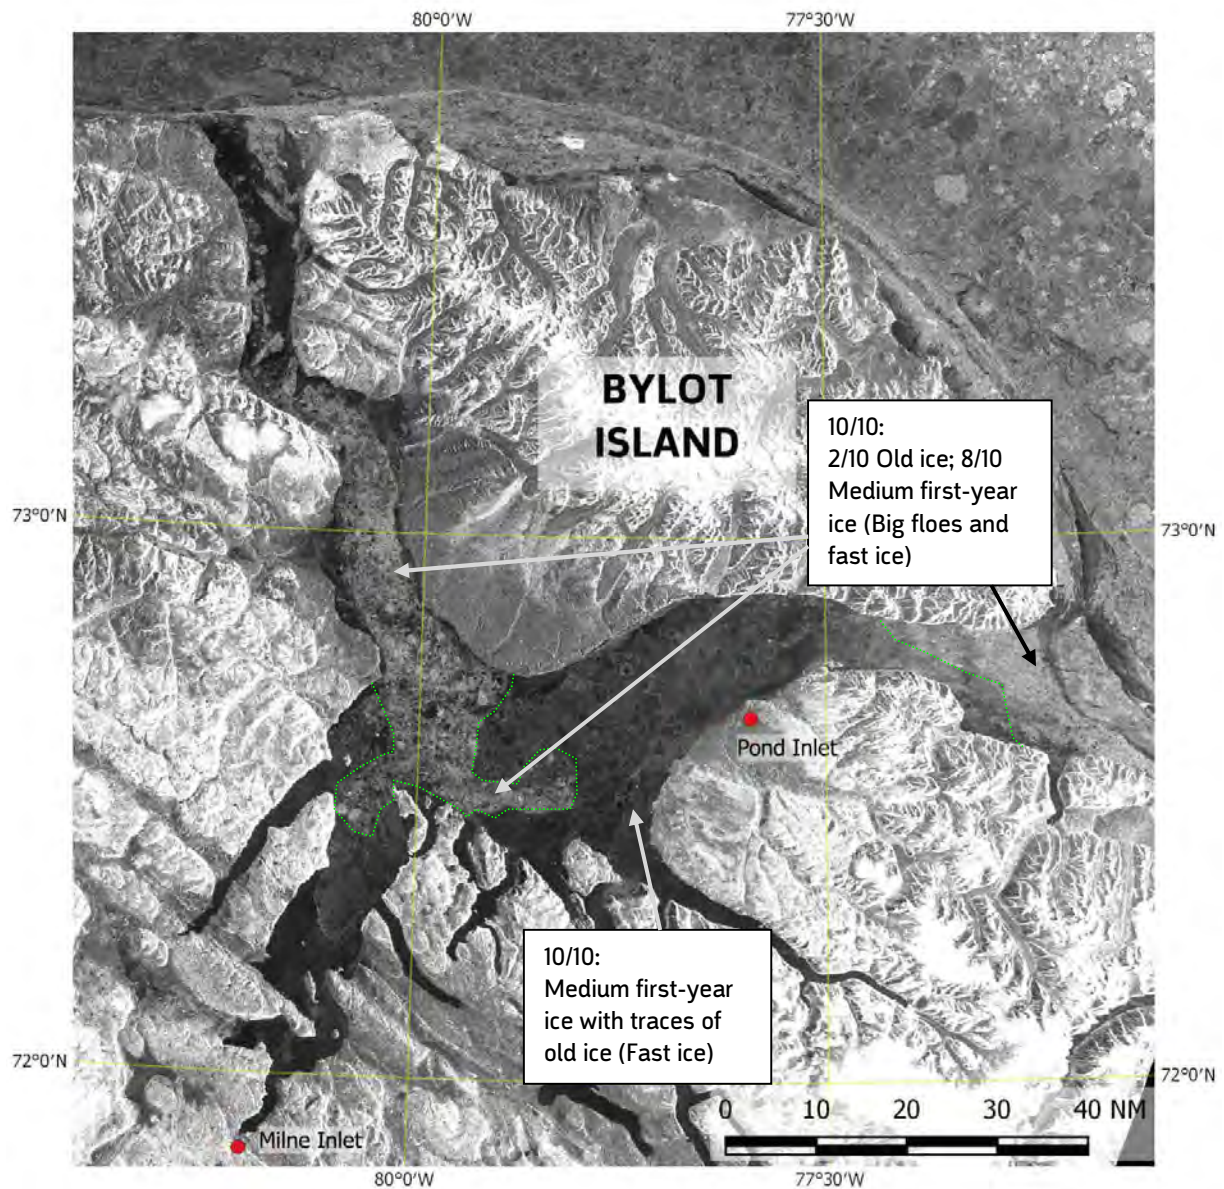 80°0'W
77°30'W
BYLOT
ISLAND
10/10:
2/10 Old ice; 8/10
Medium first-year
ice (Big floes and
fast ice)
73°0'N
73°0'N
Pond Inlet
10/10:
Medium first-year
ice with traces of
old ice (Fast ice)
72°0'N
72°0'N
0 10 20 30 40 NM
Milne Inlet
80°0'W
77°30'W